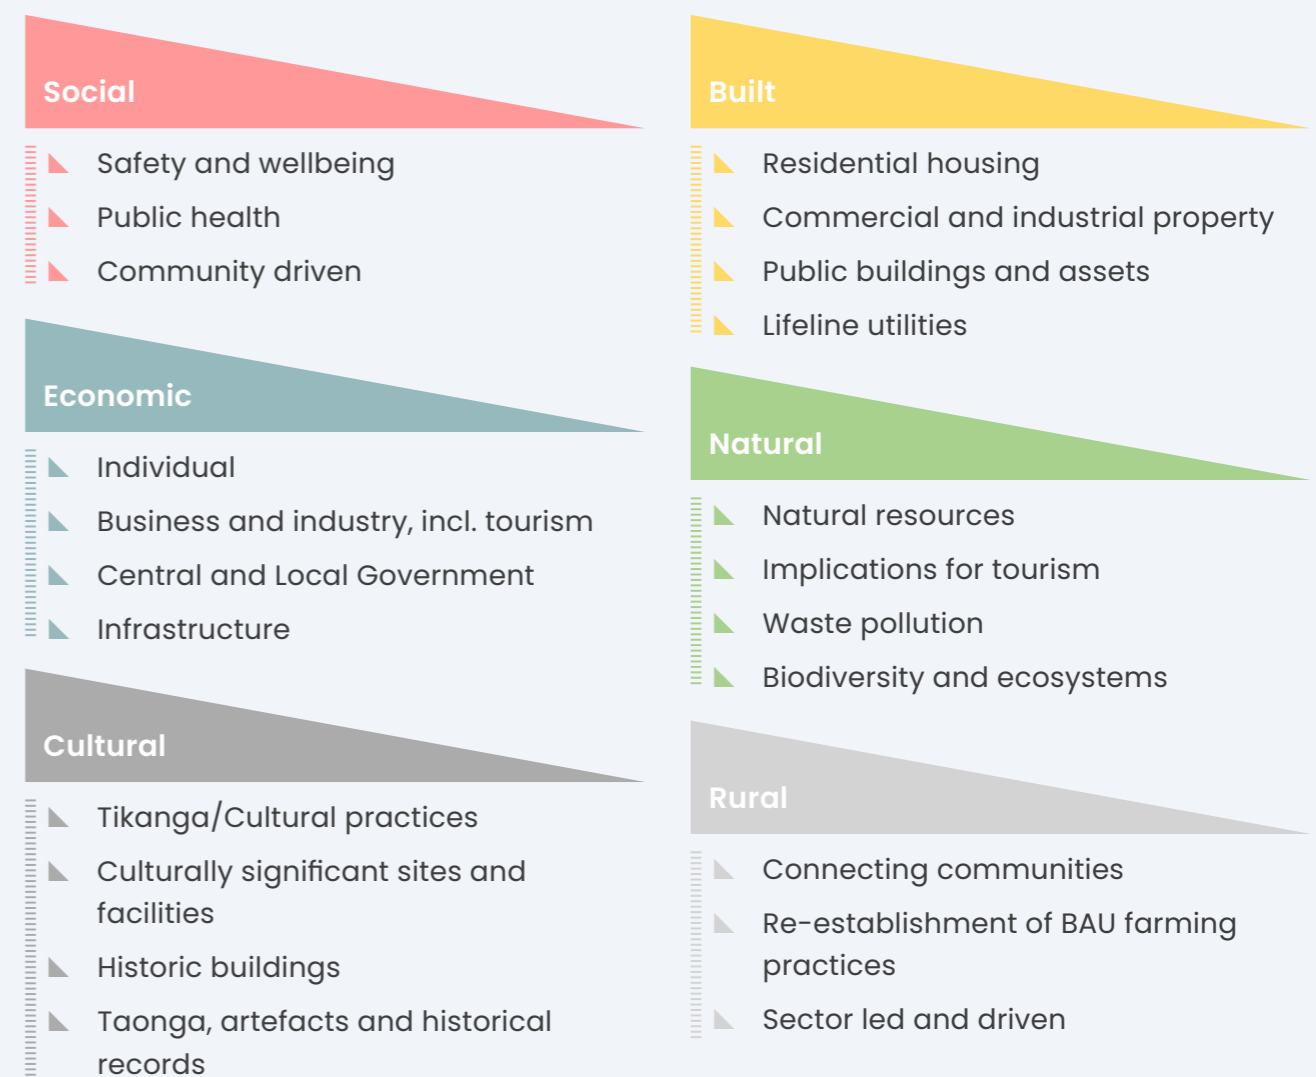 Social
Safety and wellbeing
Public health
Community driven
Economic
Individual
Business and industry, incl. tourism
Central and Local Government
Infrastructure
Cultural
Tikanga/Cultural practices
Culturally significant sites and
facilities
Historic buildings
Taonga, artefacts and historical
records
Built
Residential housing
Commercial and industrial property
Public buildings and assets
Lifeline utilities
Natural
Natural resources
Implications for tourism
Waste pollution
Biodiversity and ecosystems
Rural
Connecting communities
Re-establishment of BAU farming
practices
Sector led and driven